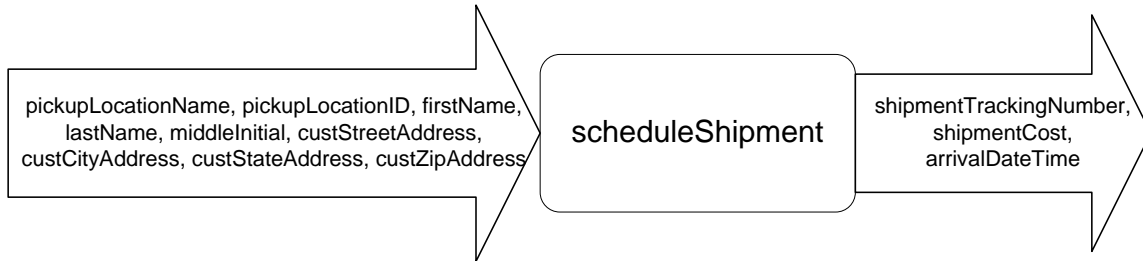 pickupLocationName, pickupLocationID, firstName,
lastName, middleInitial, custStreetAddress,
custCityAddress, custStateAddress, custZipAddress
scheduleShipment
shipmentTrackingNumber,
shipmentCost,
arrivalDateTime